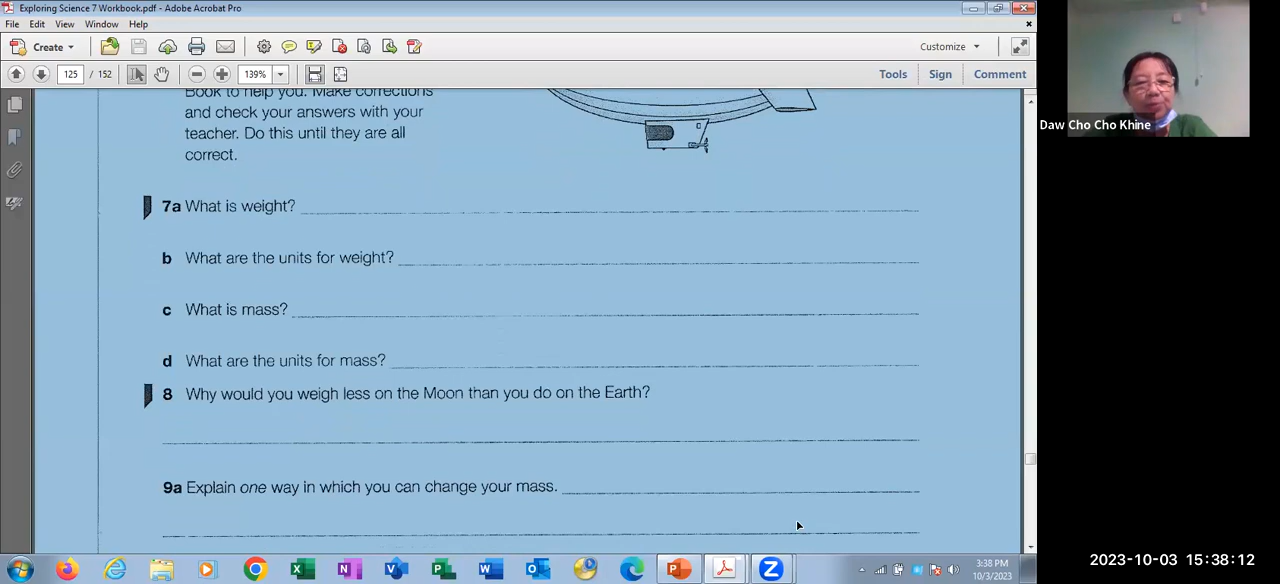 Exploring Science 7 Workbook.pdf - Adobe Acrobat Pro
File Edit View Window Help
Create
Customize
125 / 152
139%
Tools Sign Comment
Book to help you. Make corrections
and check your answers with your
teacher. Do this until they are all
correct.
7a What is weight?
b What are the units for weight?
c What is mass?
d What are the units for mass?
8 Why would you weigh less on the Moon than you do on the Earth?
9a Explain one way in which you can change your mass.
Daw Cho Cho Khine
3:38 PM
10/3/2023
2023-10-03 15:38:12